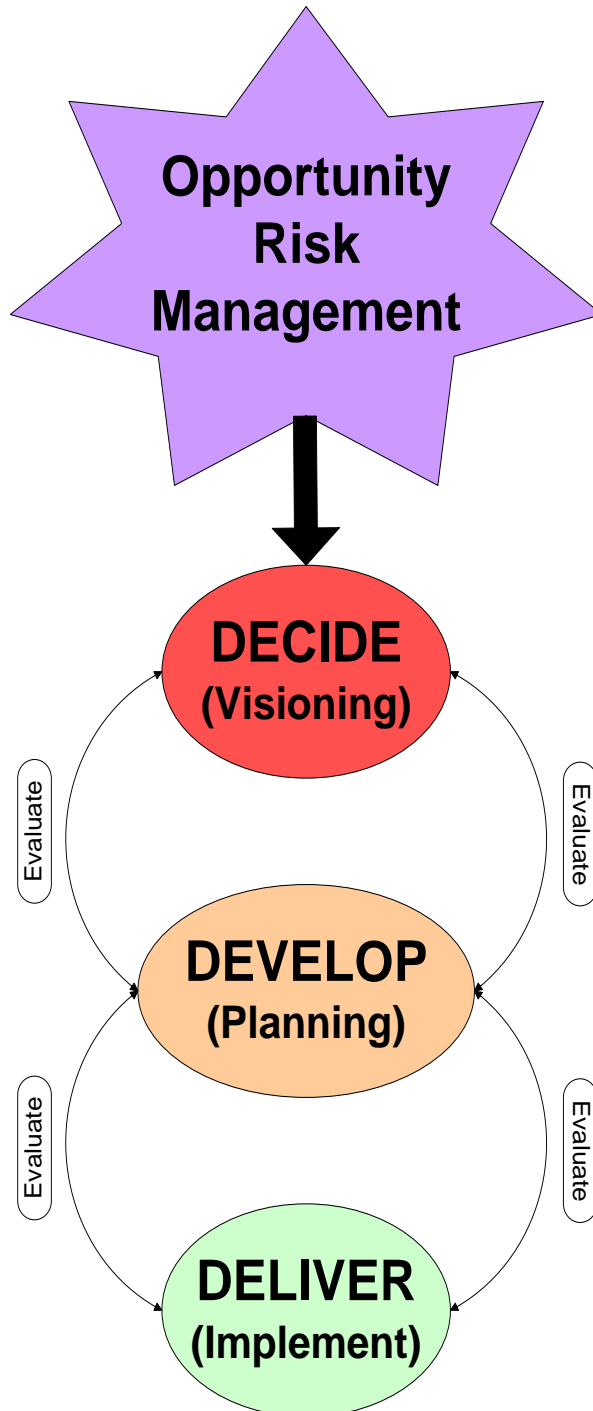 Opportunity
Risk
Management
DECIDE
(Visioning)
Evaluate
Evaluate
DEVELOP
(Planning)
Evaluate
Evaluate
DELIVER
(Implement)